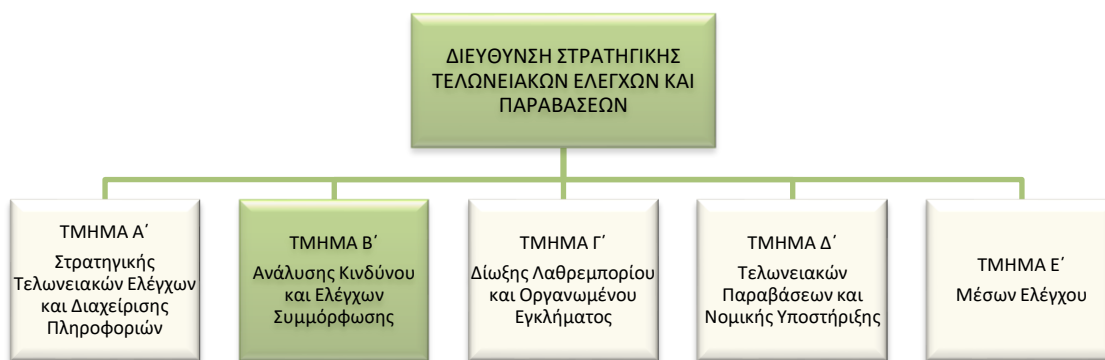 ΔΙΕΥΘΥΝΣΗ ΣΤΡΑΤΗΓΙΚΗΣ
ΤΕΛΩΝΕΙΑΚΩΝ ΕΛΕΓΧΩΝ ΚΑΙ
ΠΑΡΑΒΑΣΕΩΝ
ΤΜΗΜΑ Α΄
Στρατηγικής
Τελωνειακών Ελέγχων
και Διαχείρισης
Πληροφοριών
ΤΜΗΜΑ Β΄
Ανάλυσης Κινδύνου
και Ελέγχων
Συμμόρφωσης
ΤΜΗΜΑ Γ΄
Δίωξης Λαθρεμπορίου
και Οργανωμένου
Εγκλήματος
ΤΜΗΜΑ Δ΄
Τελωνειακών
Παραβάσεων και
Νομικής Υποστήριξης
ΤΜΗΜΑ Ε΄
Μέσων Ελέγχου